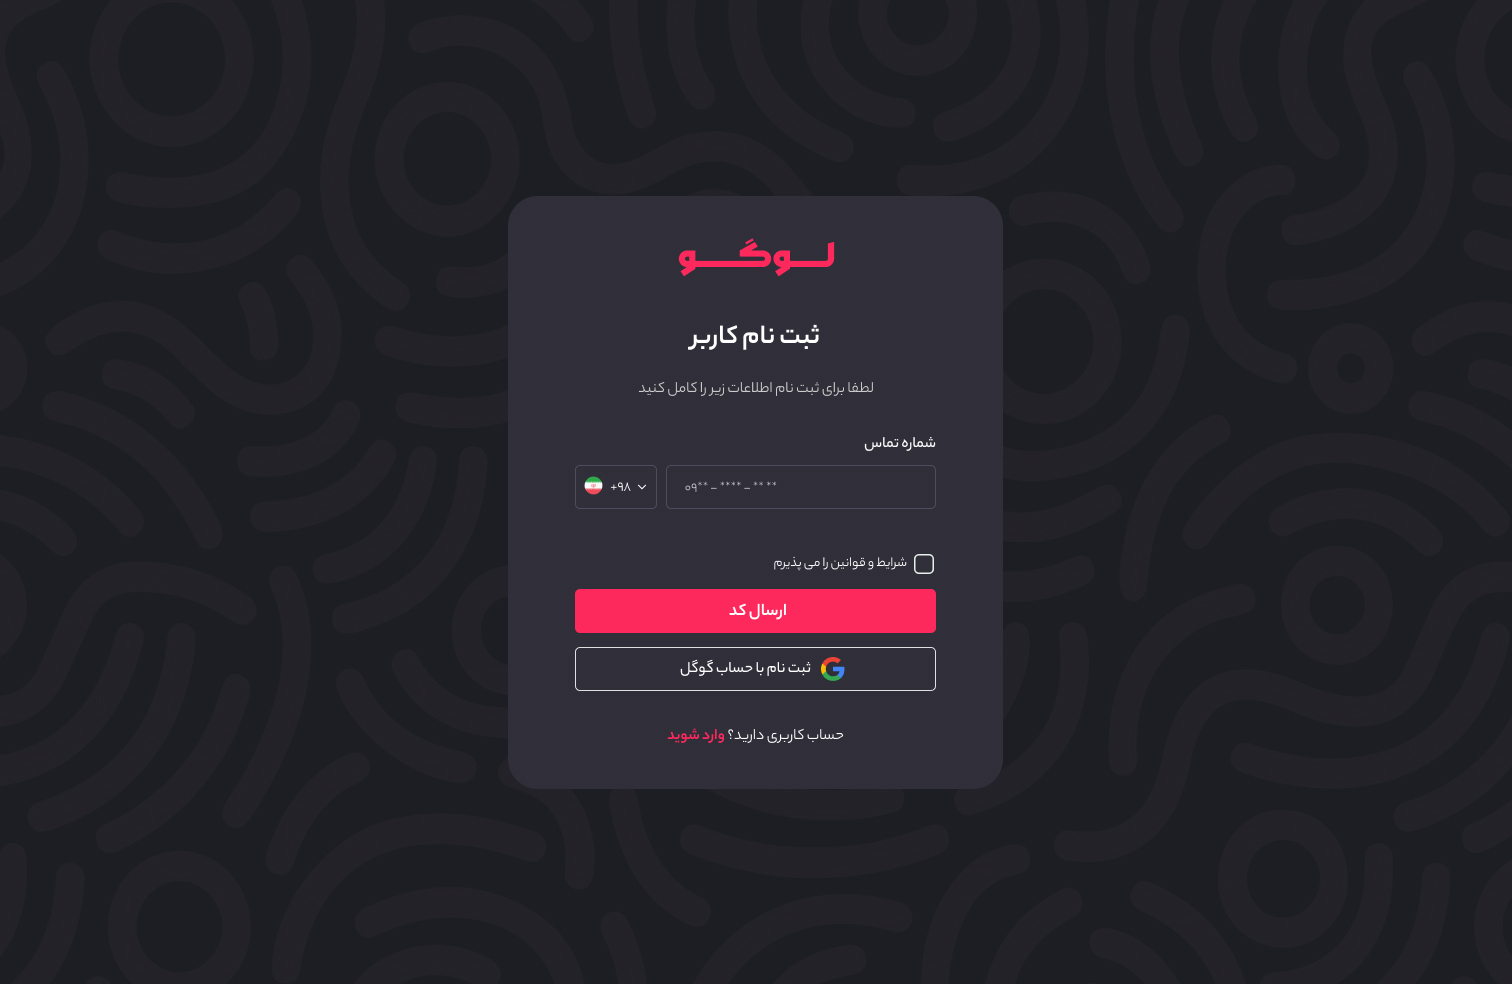 لــوگــــو
ثبت نام کاربر
لطفا برای ثبت نام اطلاعات زیر را کامل کنید
شماره تماس
۰۹** – **** – ** **
+۹۸
شرایط و قوانین را می پذیرم
ارسال کد
ثبت نام با حساب گوگل
حساب کاربری دارید؟ وارد شوید